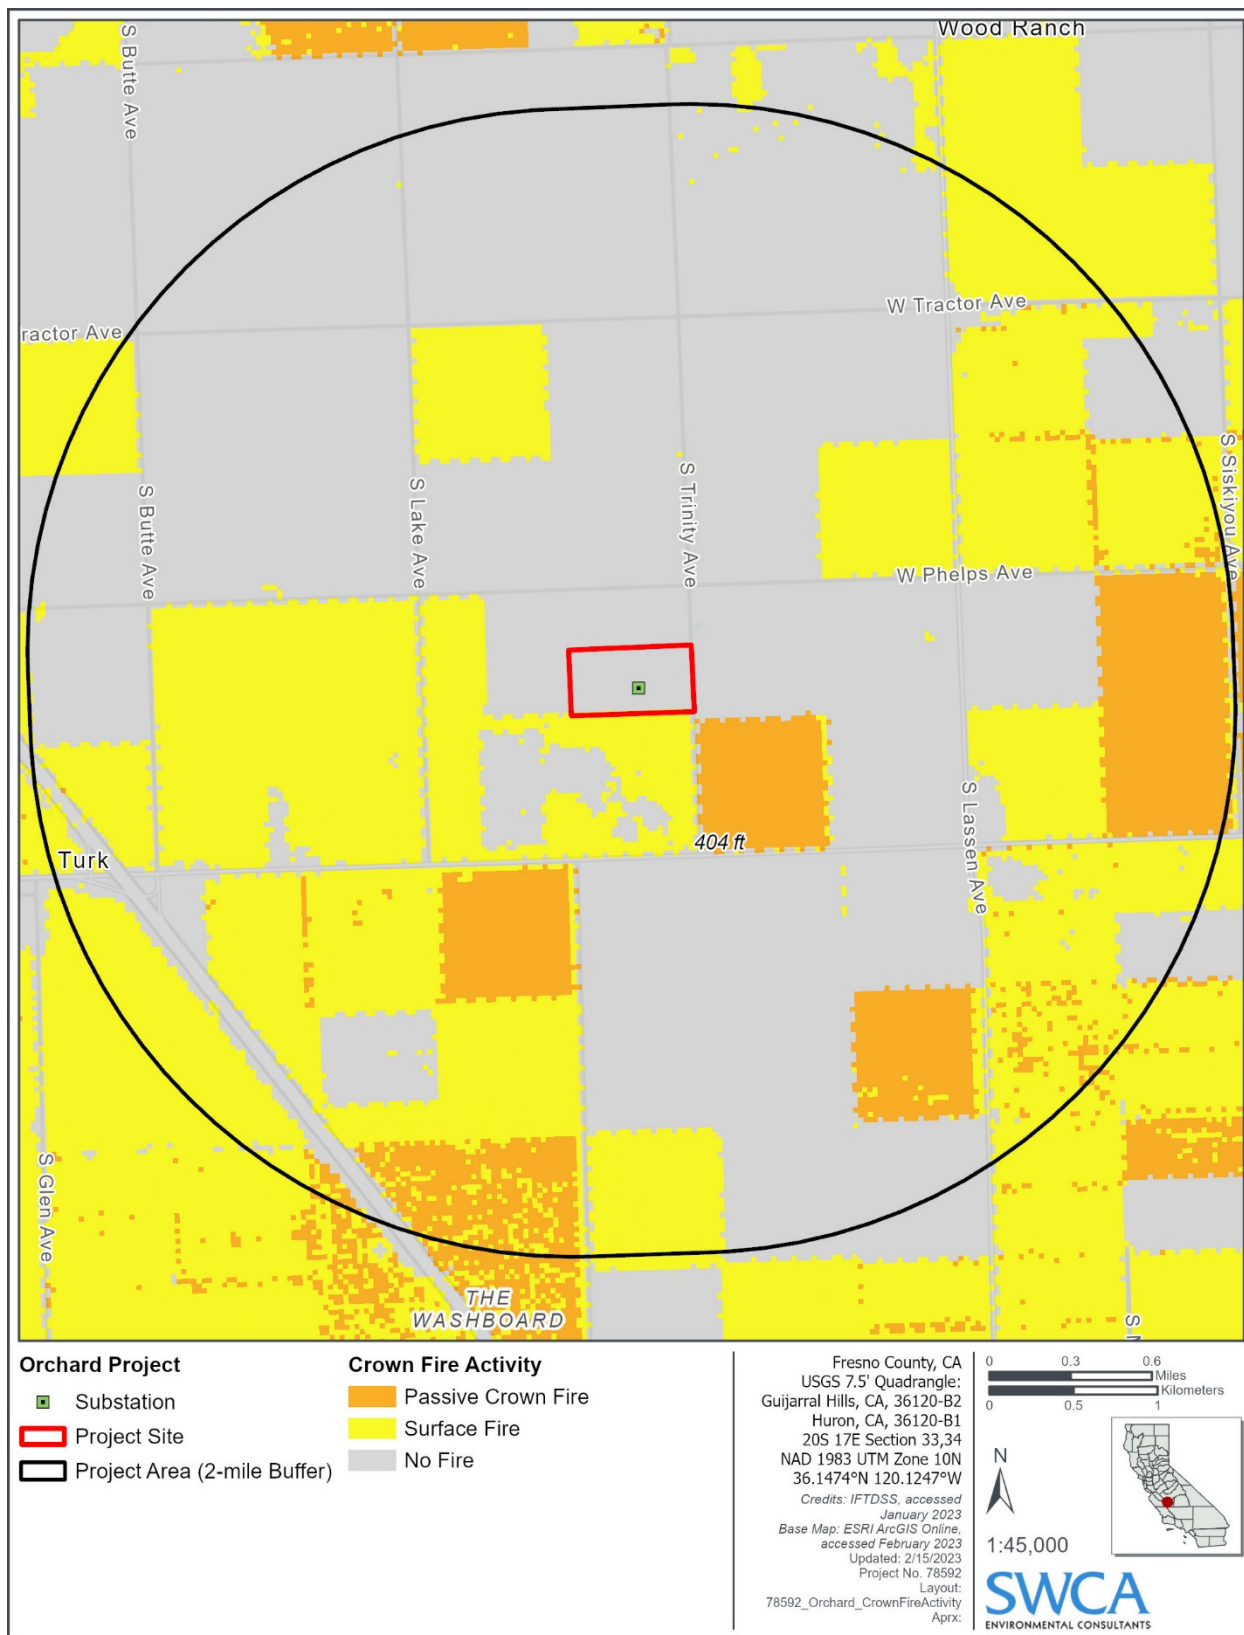 Wood Ranch
S Butte Ave
W Tractor Ave
ractor Ave
S Siskiyou Ave
S Trinity Ave
S Lake Ave
S Butte Ave
W Phelps Ave
S Lassen Ave
404 ft
Turk
S Glen Ave
THE
WASHBOARD
Orchard Project
Substation
Project Site
Project Area (2-mile Buffer)
Crown Fire Activity
Passive Crown Fire
Surface Fire
No Fire
Fresno County, CA
USGS 7.5' Quadrangle:
Guijarral Hills, CA, 36120-B2
Huron, CA, 36120-B1
20S 17E Section 33,34
NAD 1983 UTM Zone 10N
36.1474°N 120.1247°W
Credits: IFTDSS, accessed
January 2023
Base Map: ESRI ArcGIS Online,
accessed February 2023
Updated: 2/15/2023
Project No. 78592
Layout:
78592_Orchard_CrownFireActivity
Aprx:
0 0.3 0.6
Miles
Kilometers
0 0.5 1
N
1:45,000
SWCA
ENVIRONMENTAL CONSULTANTS